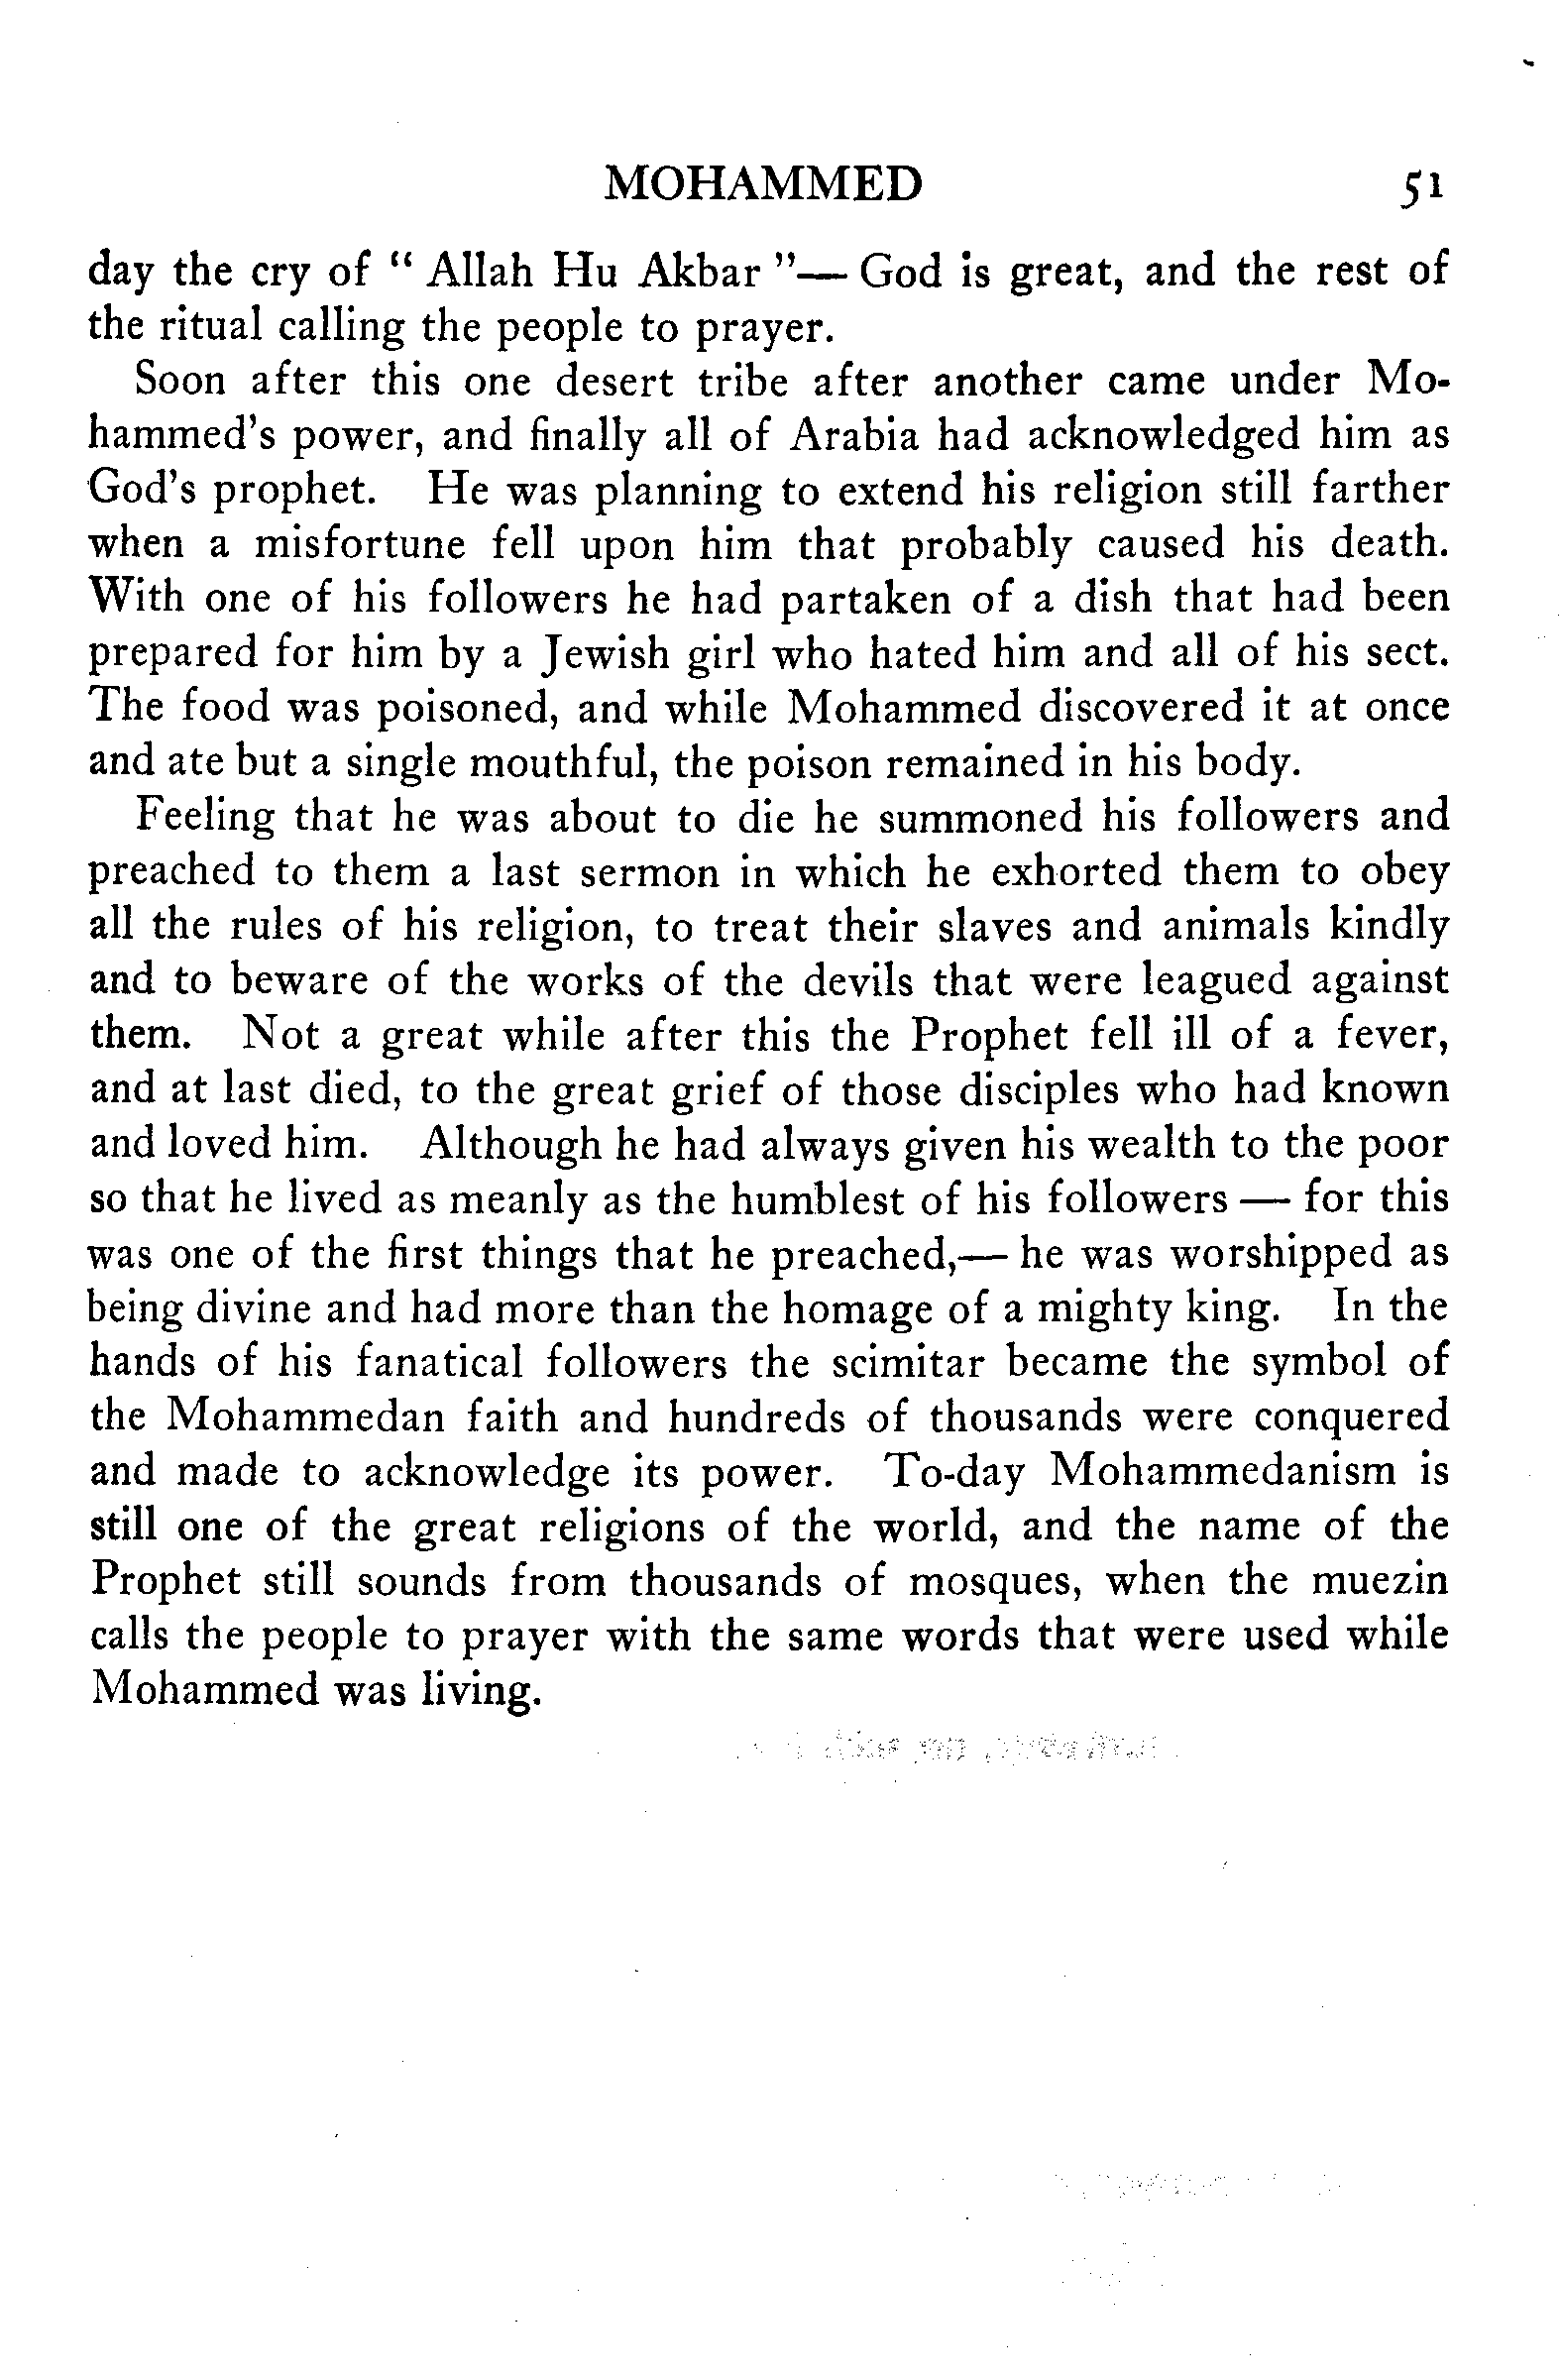 MOHAMMED 51
day the cry of " Allah Hu Akbar "— God is great, and the rest of
the ritual calling the people to prayer.
Soon after this one desert tribe after another came under Mo-
hammed's power, and finally all of Arabia had acknowledged him as
God's prophet. He was planning to extend his religion still farther
when a misfortune fell upon him that probably caused his death.
With one of his followers he had partaken of a dish that had been
prepared for him by a Jewish girl who hated him and all of his sect.
The food was poisoned, and while Mohammed discovered it at once
and ate but a single mouthful, the poison remained in his body.
Feeling that he was about to die he summoned his followers and
preached to them a last sermon in which he exhorted them to obey
all the rules of his religion, to treat their slaves and animals kindly
and to beware of the works of the devils that were leagued against
them. Not a great while after this the Prophet fell ill of a fever,
and at last died, to the great grief of those disciples who had known
and loved him. Although he had always given his wealth to the poor
so that he lived as meanly as the humblest of his followers — for this
was one of the first things that he preached,— he was worshipped as
being divine and had more than the homage of a mighty king. In the
hands of his fanatical followers the scimitar became the symbol of
the Mohammedan faith and hundreds of thousands were conquered
and made to acknowledge its power. To-day Mohammedanism is
still one of the great religions of the world, and the name of the
Prophet still sounds from thousands of mosques, when the muezin
calls the people to prayer with the same words that were used while
Mohammed was living.